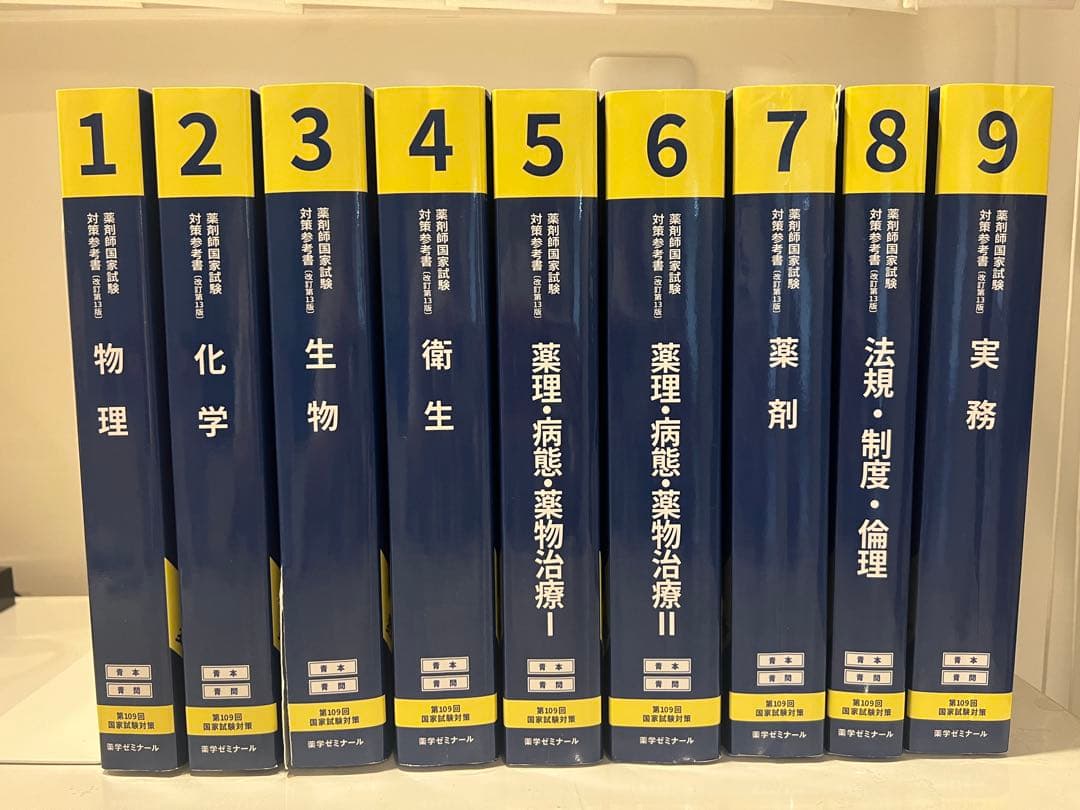 1
薬剤師国家試験
対策参考書(改訂第13版)
物理
青本
青問
第109回
国家試験対策
薬学ゼミナール
2
薬剤師国家試験
対策参考書(改訂第13版)
化学
青本
青問
第109回
国家試験対策
薬学ゼミナール
3
薬剤師国家試験
対策参考書(改訂第13版)
生物
青本
青問
第109回
国家試験対策
薬学ゼミナール
4
薬剤師国家試験
対策参考書(改訂第13版)
衛生
青本
青問
第109回
国家試験対策
薬学ゼミナール
5
薬剤師国家試験
対策参考書(改訂第13版)
薬理・病態・薬物治療Ⅰ
青本
青問
第109回
国家試験対策
薬学ゼミナール
6
薬剤師国家試験
対策参考書(改訂第13版)
薬理・病態・薬物治療Ⅱ
青本
青問
第109回
国家試験対策
薬学ゼミナール
7
薬剤師国家試験
対策参考書(改訂第13版)
薬剤
青本
青問
第109回
国家試験対策
薬学ゼミナール
8
薬剤師国家試験
対策参考書(改訂第13版)
法規・制度・倫理
青本
青問
第109回
国家試験対策
薬学ゼミナール
9
薬剤師国家試験
対策参考書(改訂第13版)
実務
青本
青問
第109回
国家試験対策
薬学ゼミナール